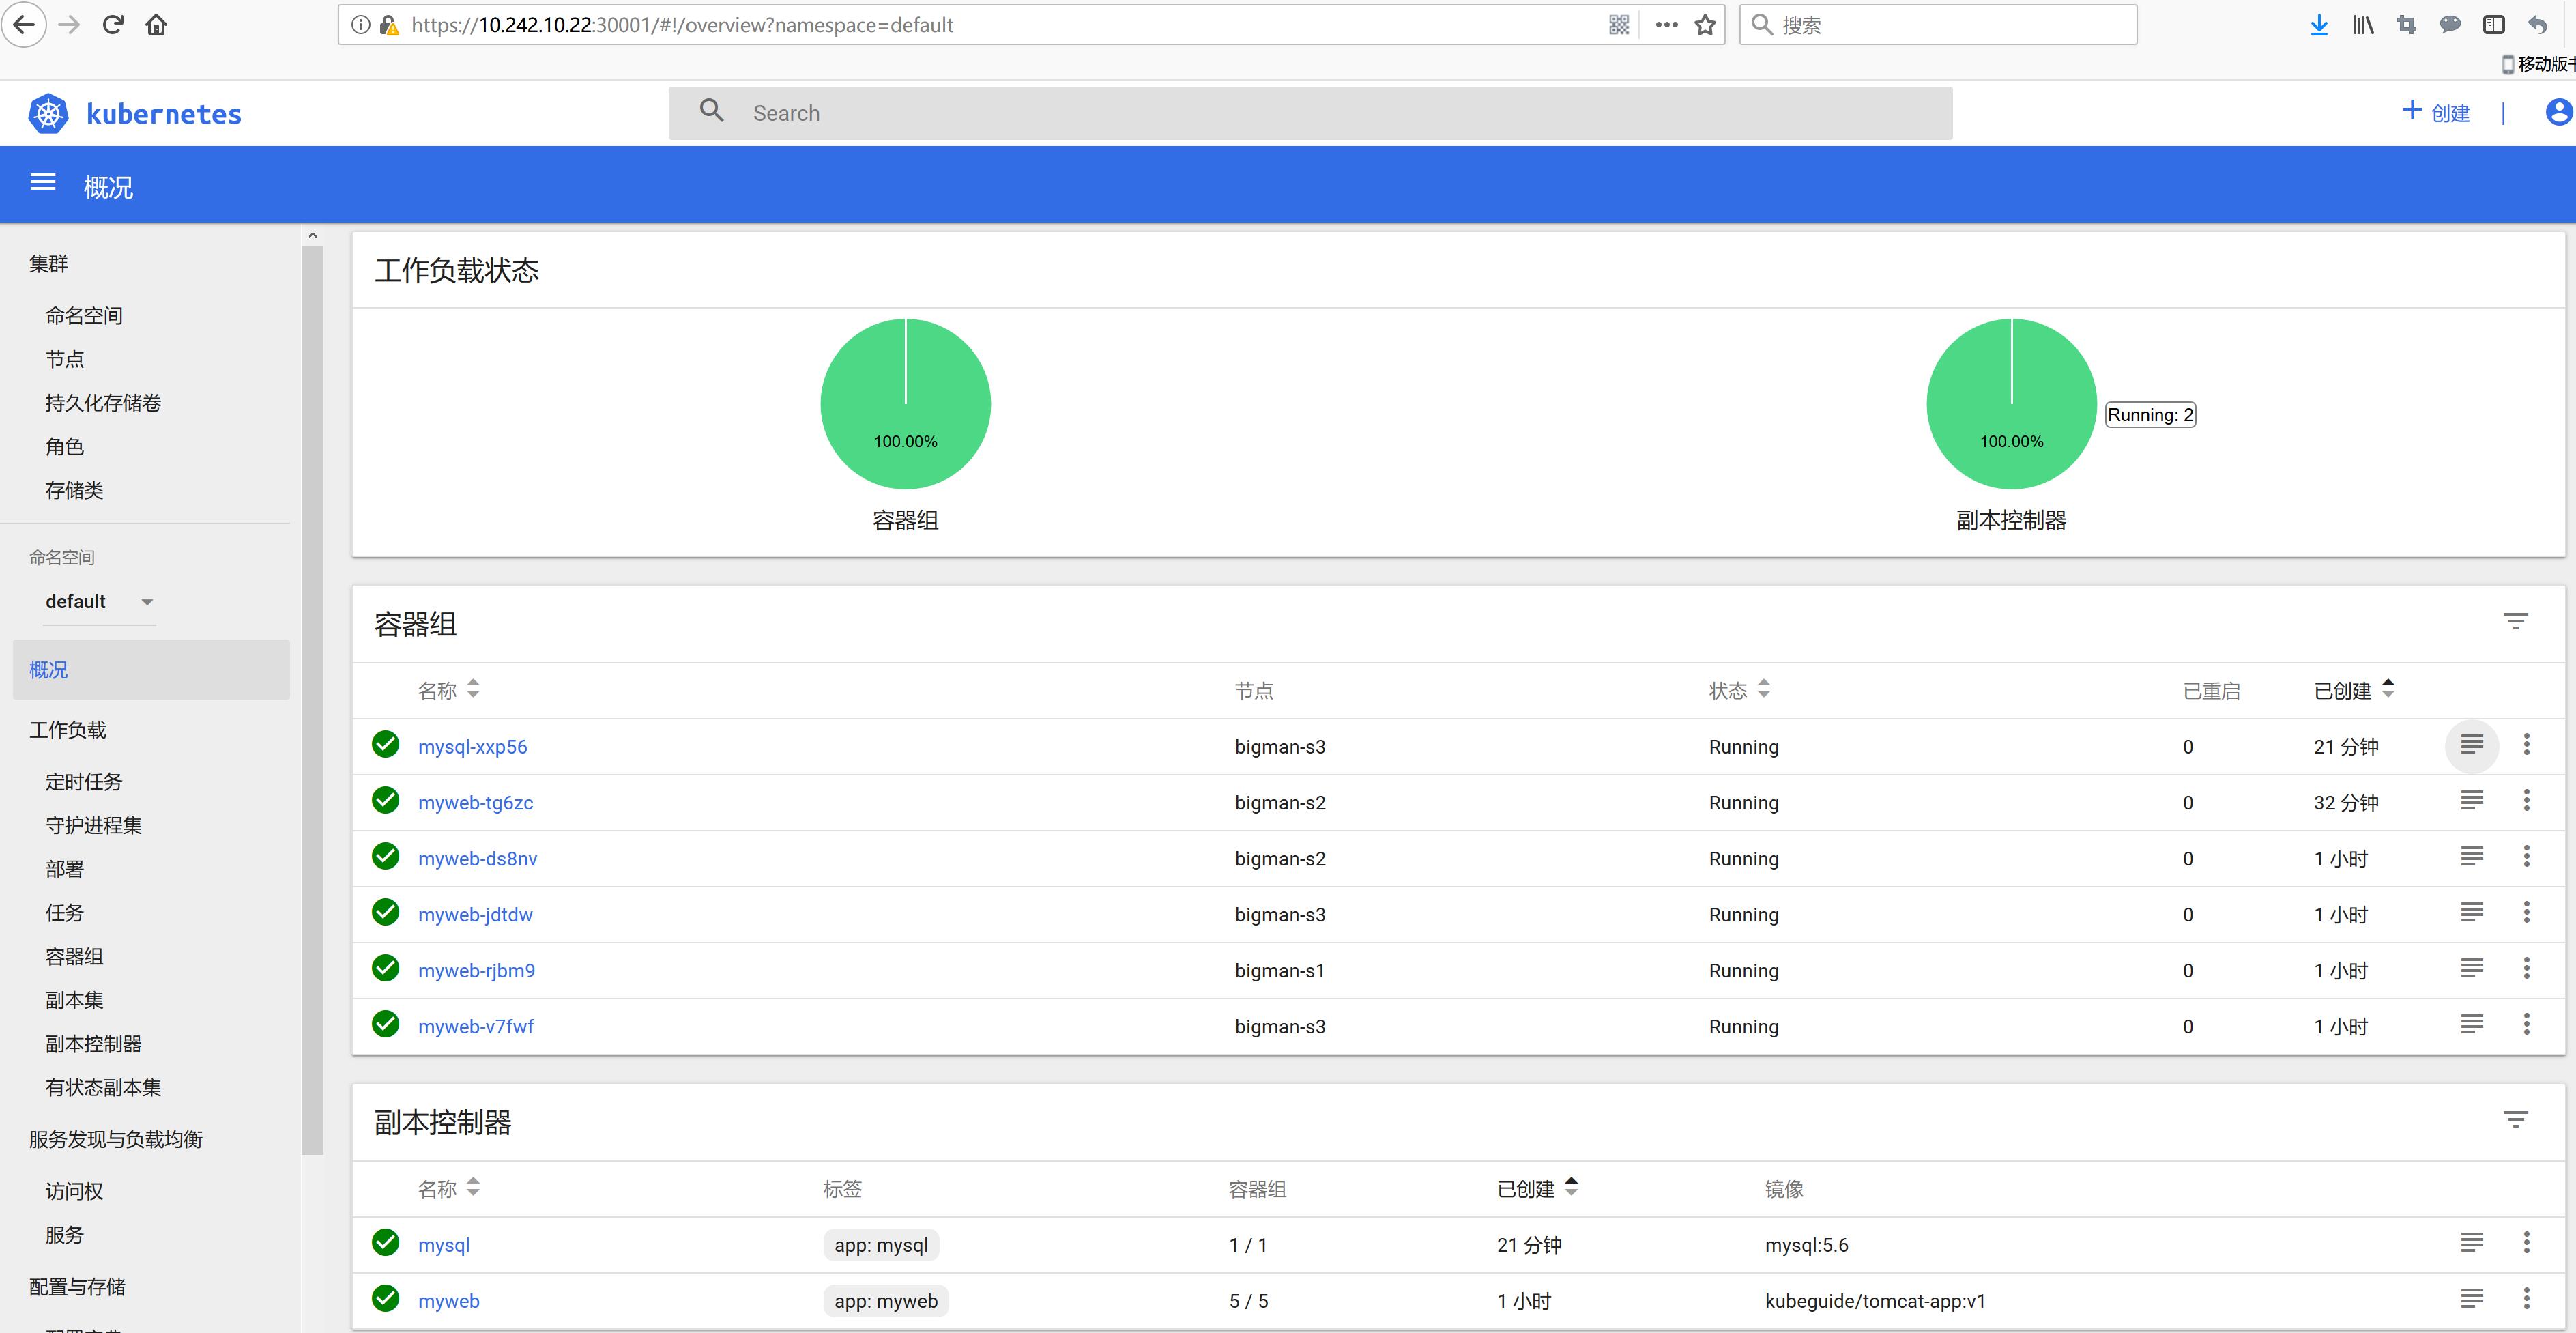 https://10.242.10.22:30001/#!/overview?namespace=default
搜索
移动版
kubernetes
Search
创建
概况
集群
命名空间
节点
持久化存储卷
角色
存储类
命名空间
default
概况
工作负载
定时任务
守护进程集
部署
任务
容器组
副本集
副本控制器
有状态副本集
服务发现与负载均衡
访问权
服务
配置与存储
工作负载状态
100.00%
容器组
100.00%
Running: 2
副本控制器
容器组
名称 节点 状态 已重启 已创建
mysql-xxp56 bigman-s3 Running 0 21 分钟
myweb-tg6zc bigman-s2 Running 0 32 分钟
myweb-ds8nv bigman-s2 Running 0 1 小时
myweb-jdtdw bigman-s3 Running 0 1 小时
myweb-rjbm9 bigman-s1 Running 0 1 小时
myweb-v7fwf bigman-s3 Running 0 1 小时
副本控制器
名称 标签 容器组 已创建 镜像
mysql app: mysql 1 / 1 21 分钟 mysql:5.6
myweb app: myweb 5 / 5 1 小时 kubeguide/tomcat-app:v1